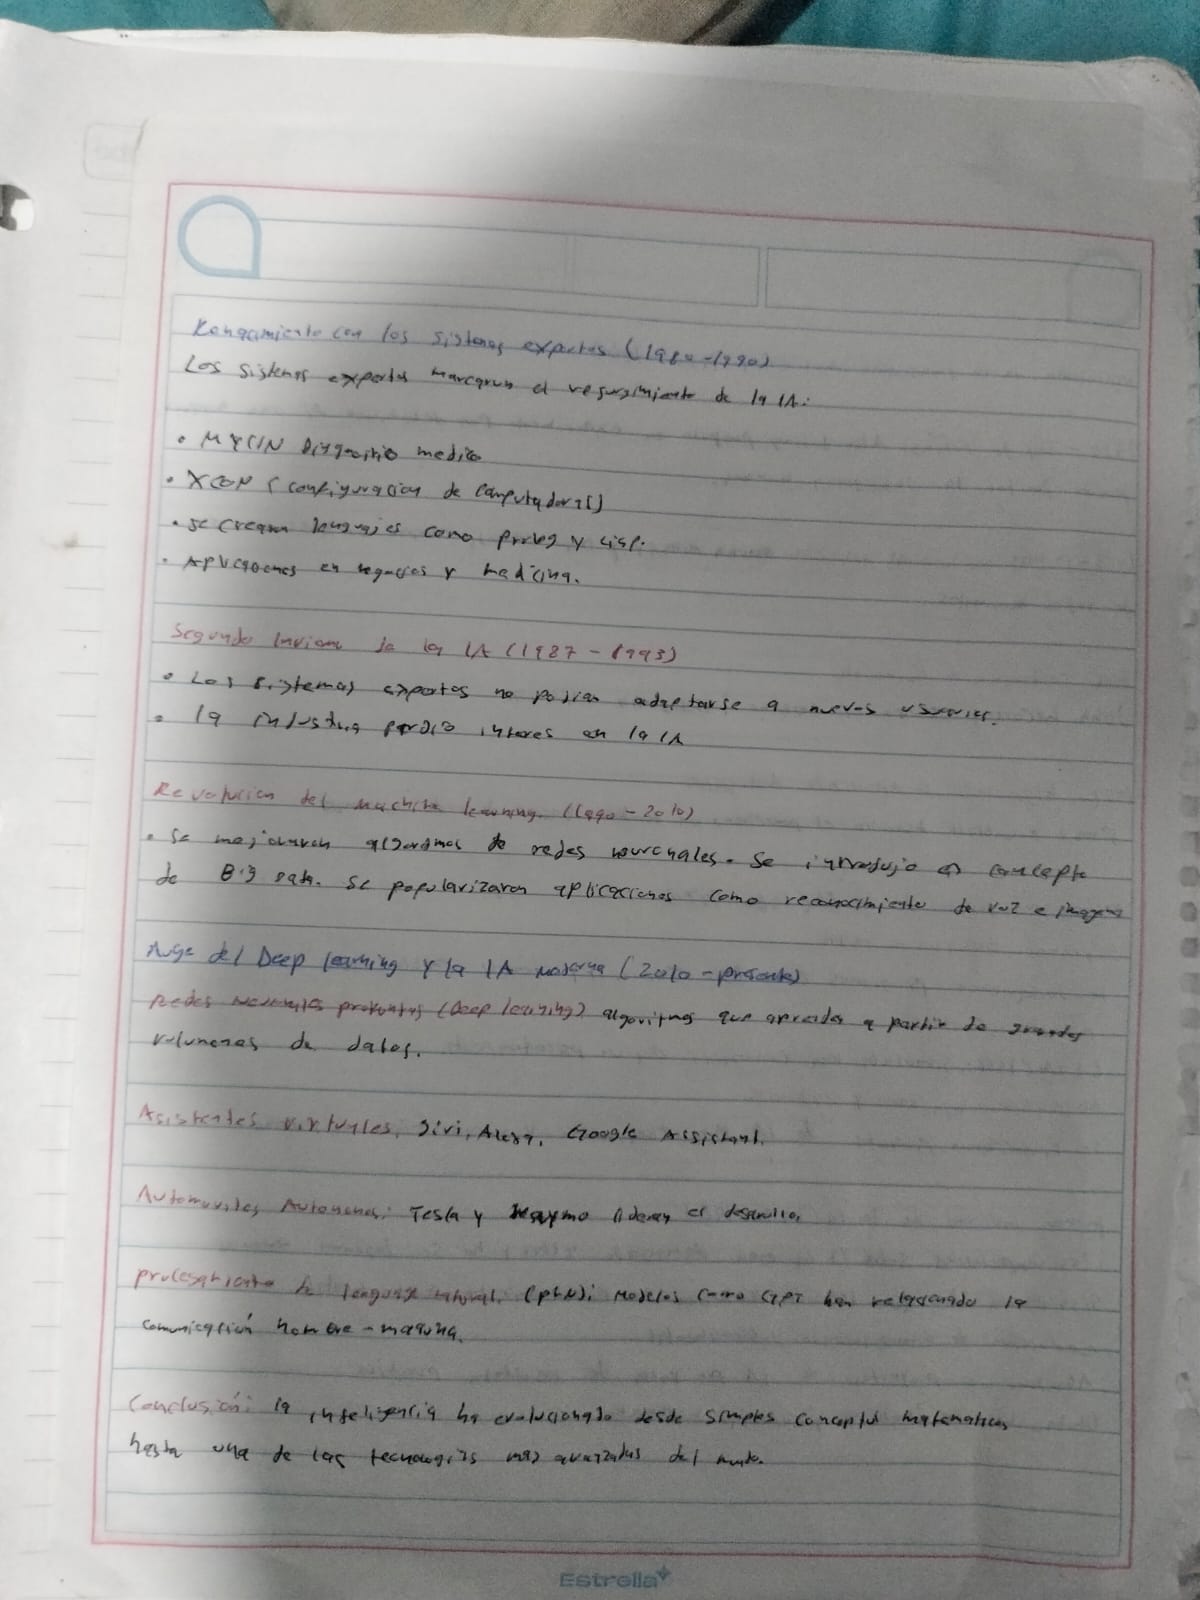 Renacimiento con los sistemas expertos (1980-1990)
Los sistemas expertos marcaron el resurgimiento de la IA:
• MYCIN Diagnostio medico
• XCON (configuracion de computadoras)
• se crearon lenguajes como prolog y Lisp.
• Aplicaciones en negocios y medicina.
Segundo invierno de la IA (1987-1993)
• Los sistemas expertos no podian adaptarse a nuevos usuarios.
• la industria perdio interes en la IA
Revolucion del machine learning. (1990-2010)
• se mejoraron algoritmos de redes neuronales. Se introdujo el concepto
de Big data. se popularizaron aplicaciones como reconocimiento de voz e imagenes
Auge del Deep learning y la IA moderna (2010-presente)
Redes neuronales profundas (Deep learning) algoritmos que aprenden a partir de grandes
volumenes de datos.
Asistentes virtuales, Siri, Alexa, Google Assistant.
Automoviles Autonomos: Tesla y Waymo lideran el desarrollo.
procesamiento de lenguaje natural. (PLN): modelos como GPT han relacionado la
comunicación hombre-maquina.
Conclusión: la inteligencia ha evolucionado desde simples conceptos matematicos
hasta una de las tecnologias mas avanzadas del mundo.
Estrella